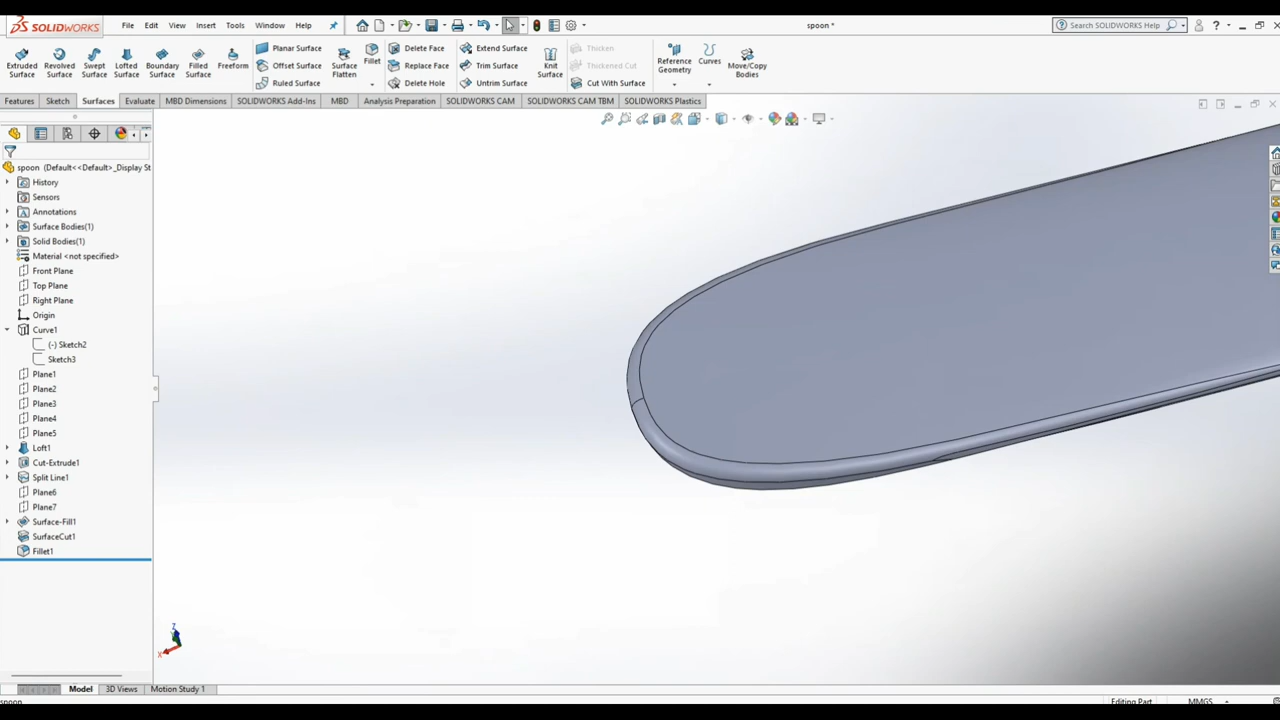 SOLIDWORKS File Edit View Insert Tools Window Help spoon * Search SOLIDWORKS Help ?
Extruded Surface Revolved Surface Swept Surface Lofted Surface Boundary Surface Filled Surface Freeform
Planar Surface
Offset Surface
Ruled Surface
Surface Flatten
Fillet
Delete Face
Replace Face
Delete Hole
Extend Surface
Trim Surface
Untrim Surface
Knit Surface
Thicken
Thickened Cut
Cut With Surface
Reference Geometry
Curves
Move/Copy Bodies
Features Sketch Surfaces Evaluate MBD Dimensions SOLIDWORKS Add-Ins MBD Analysis Preparation SOLIDWORKS CAM SOLIDWORKS CAM TBM SOLIDWORKS Plastics
spoon (Default<<Default>_Display St
History
Sensors
Annotations
Surface Bodies(1)
Solid Bodies(1)
Material <not specified>
Front Plane
Top Plane
Right Plane
Origin
Curve1
(-) Sketch2
Sketch3
Plane1
Plane2
Plane3
Plane4
Plane5
Loft1
Cut-Extrude1
Split Line1
Plane6
Plane7
Surface-Fill1
SurfaceCut1
Fillet1
Z
X
Model 3D Views Motion Study 1
spoon Editing Part MMGS